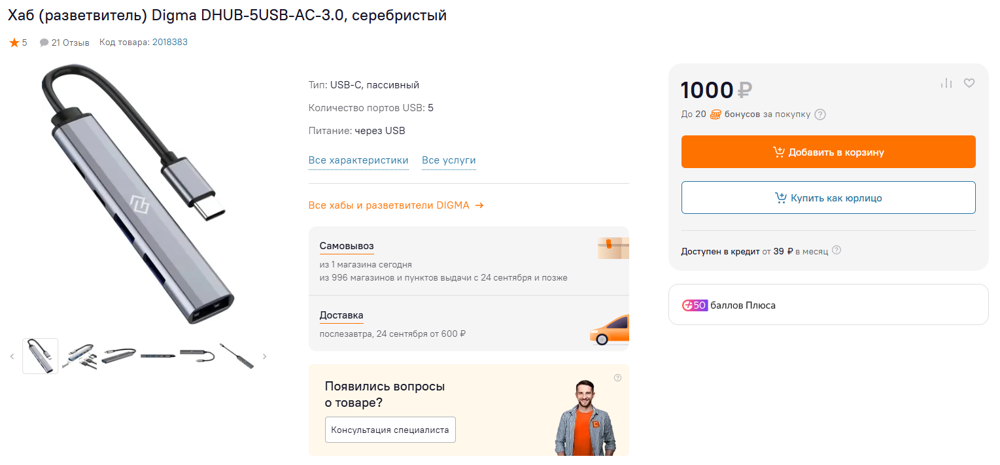 Хаб (разветвитель) Digma DHUB-5USB-AC-3.0, серебристый
5 21 Отзыв Код товара: 2018383
Тип: USB-C, пассивный
Количество портов USB: 5
Питание: через USB
Все характеристики Все услуги
Все хабы и разветвители DIGMA →
Самовывоз
из 1 магазина сегодня
из 996 магазинов и пунктов выдачи с 24 сентября и позже
Доставка
послезавтра, 24 сентября от 600 ₽
Появились вопросы
о товаре?
Консультация специалиста
1000 ₽
До 20 бонусов за покупку
Добавить в корзину
Купить как юрлицо
Доступен в кредит от 39 ₽ в месяц
50 баллов Плюса